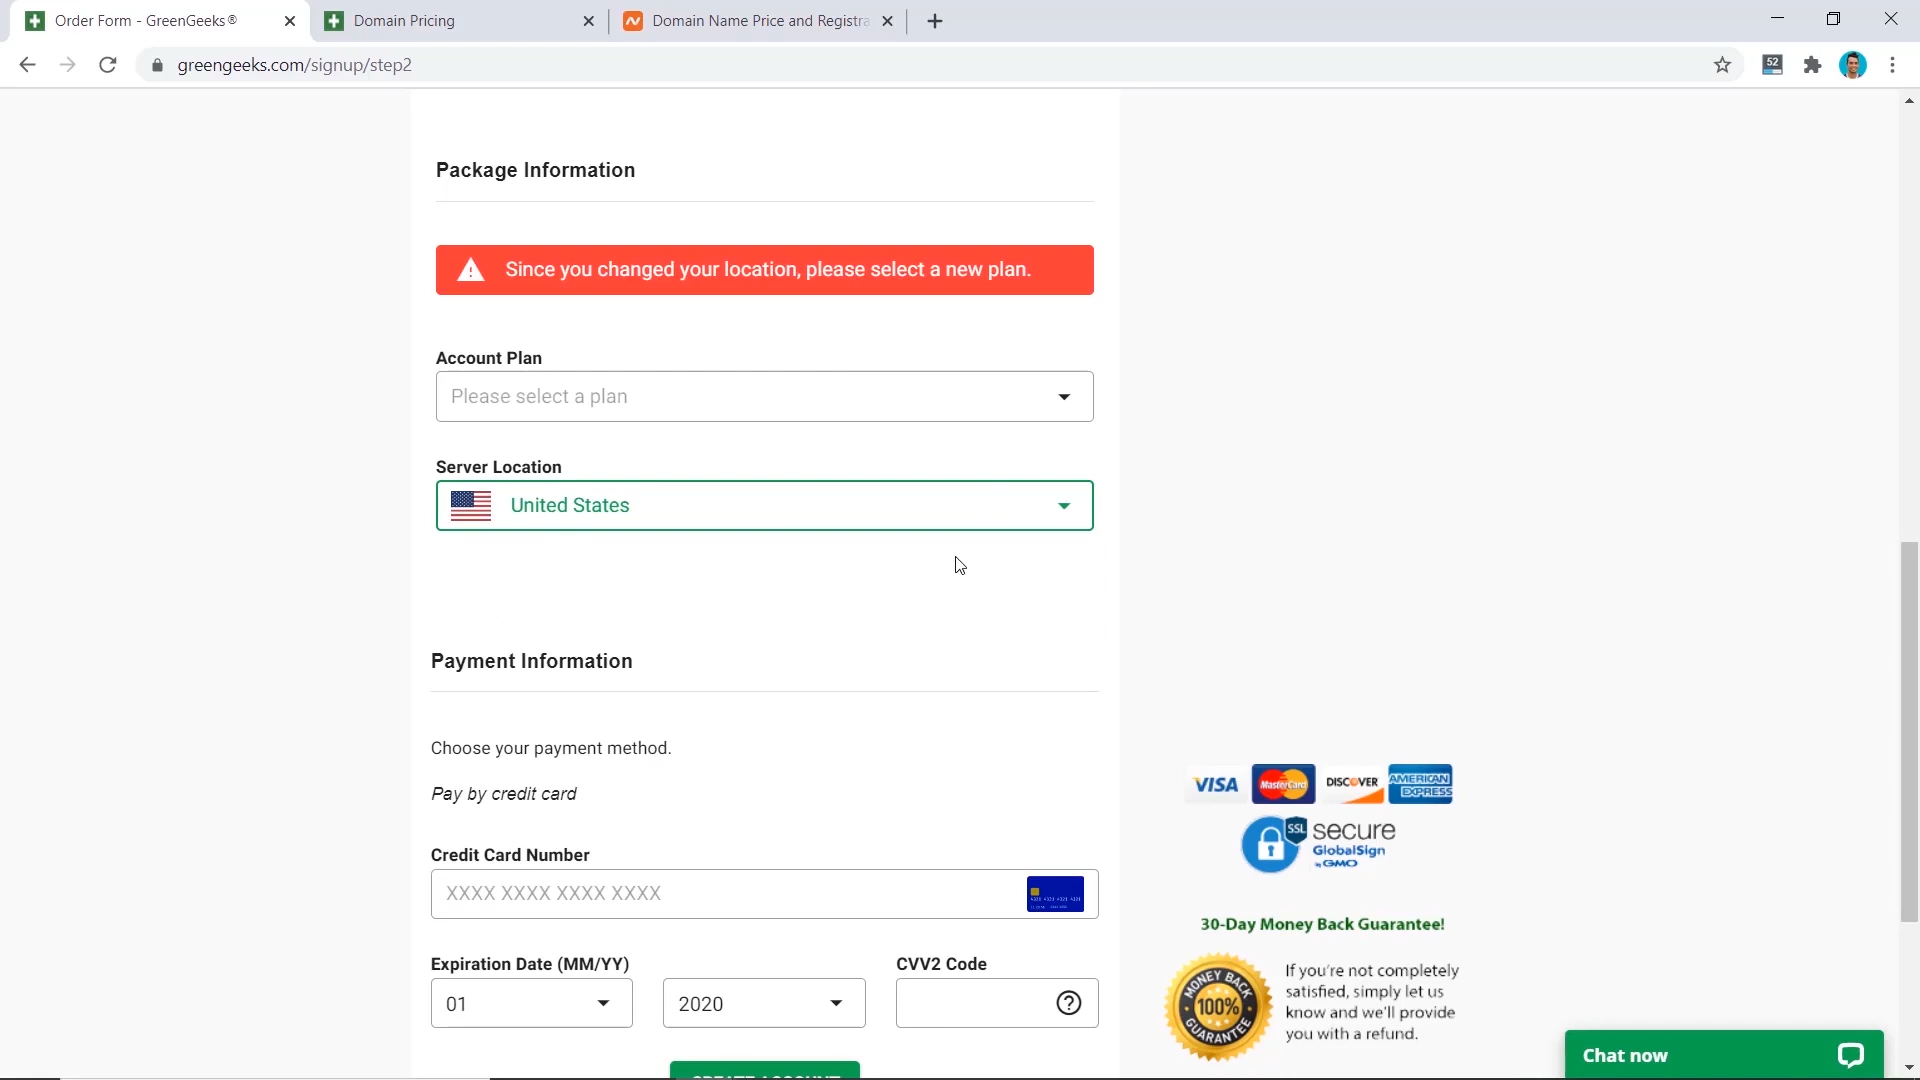 Order Form - GreenGeeks®
Domain Pricing
Domain Name Price and Registra
greengeeks.com/signup/step2
52
Package Information
Since you changed your location, please select a new plan.
Account Plan
Please select a plan
Server Location
United States
Payment Information
Choose your payment method.
Pay by credit card
VISA MasterCard DISCOVER AMERICAN EXPRESS
SSL secure
GlobalSign
by GMO
Credit Card Number
XXXX XXXX XXXX XXXX
30-Day Money Back Guarantee!
Expiration Date (MM/YY)
CVV2 Code
01
2020
MONEY BACK
100%
GUARANTEE
If you're not completely
satisfied, simply let us
know and we'll provide
you with a refund.
CREATE ACCOUNT
Chat now